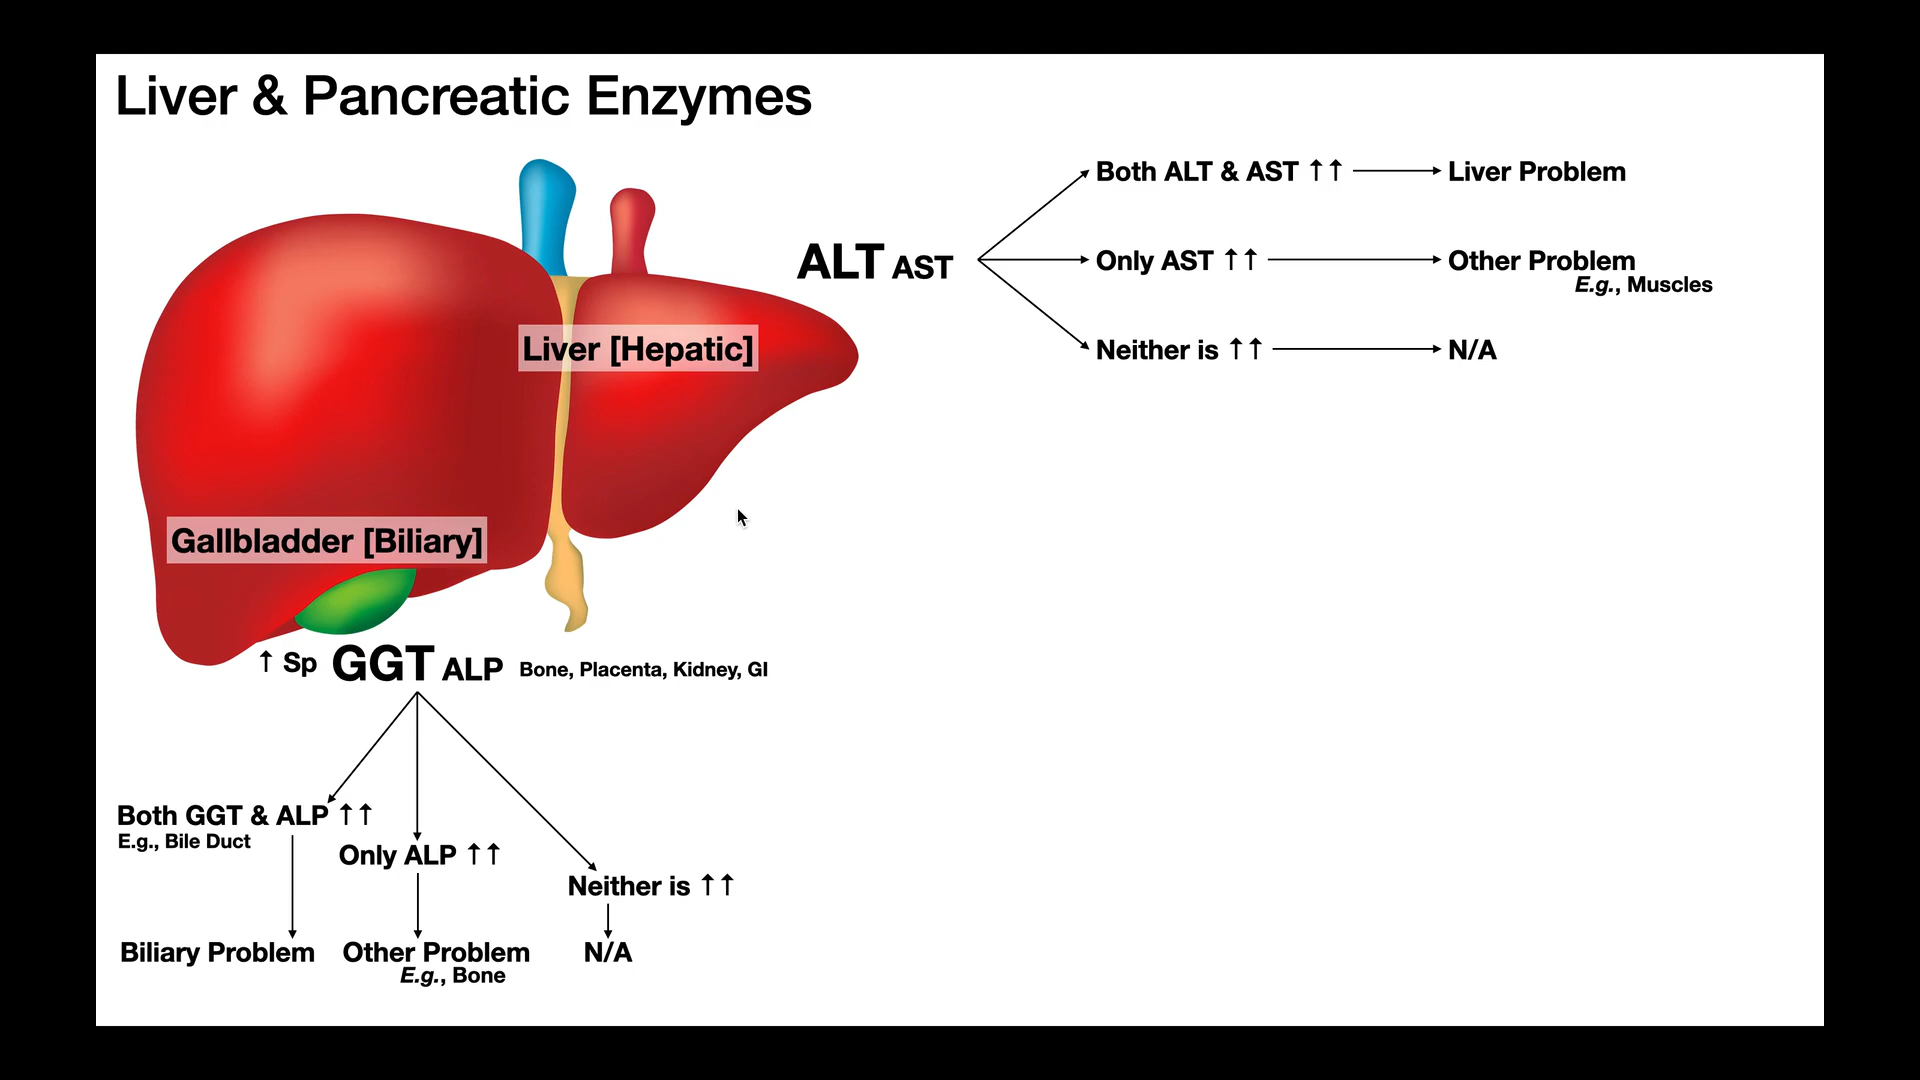 Liver & Pancreatic Enzymes
Both ALT & AST ↑↑ Liver Problem
ALT AST Only AST ↑↑ Other Problem
E.g., Muscles
Neither is ↑↑ N/A
Liver [Hepatic]
Gallbladder [Biliary]
↑ Sp GGT ALP Bone, Placenta, Kidney, GI
Both GGT & ALP ↑↑
E.g., Bile Duct
Only ALP ↑↑
Neither is ↑↑
Biliary Problem Other Problem N/A
E.g., Bone